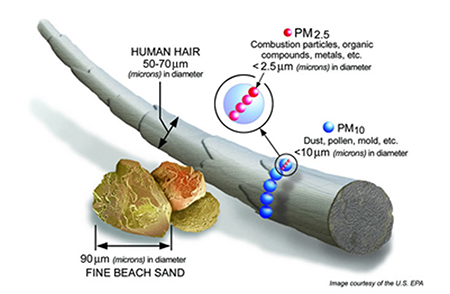 HUMAN HAIR
50-70μm
(microns) in diameter
PM2.5
Combustion particles, organic
compounds, metals, etc.
< 2.5μm (microns) in diameter
PM10
Dust, pollen, mold, etc.
<10μm (microns) in diameter
90μm (microns) in diameter
FINE BEACH SAND
Image courtesy of the U.S. EPA